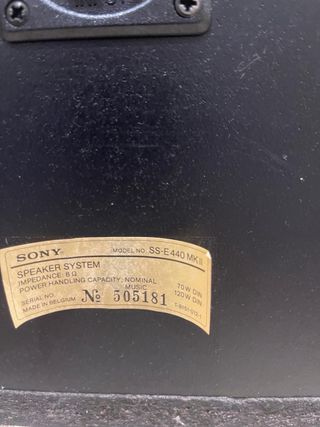 SONY MODEL NO. SS-E440 MKII
SPEAKER SYSTEM
IMPEDANCE: 8 Ω
POWER HANDLING CAPACITY: NOMINAL 70W DIN
MUSIC 120W DIN
SERIAL NO. № 505181
MADE IN BELGIUM